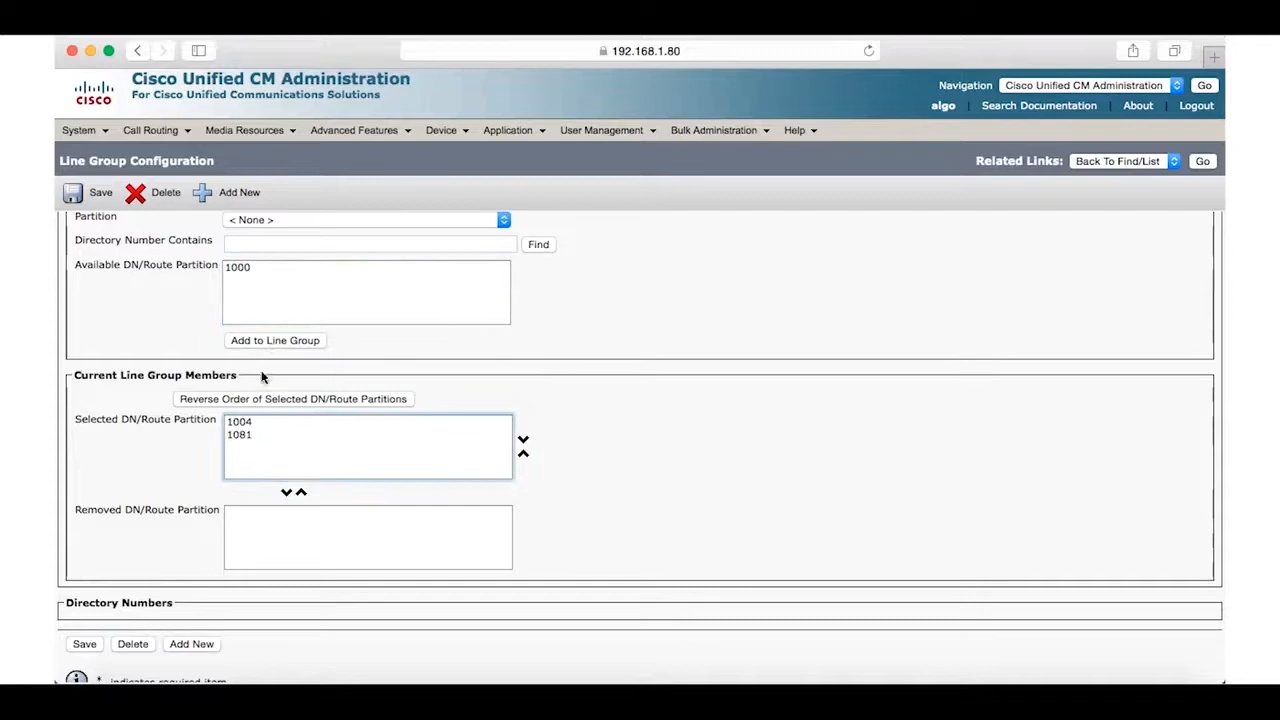 192.168.1.80
Cisco Unified CM Administration
For Cisco Unified Communications Solutions
CISCO
Navigation Cisco Unified CM Administration Go
algo Search Documentation About Logout
System Call Routing Media Resources Advanced Features Device Application User Management Bulk Administration Help
Line Group Configuration
Related Links: Back To Find/List Go
Save Delete Add New
Partition < None >
Directory Number Contains Find
Available DN/Route Partition 1000
Add to Line Group
Current Line Group Members
Reverse Order of Selected DN/Route Partitions
Selected DN/Route Partition 1004
1081
Removed DN/Route Partition
Directory Numbers
Save Delete Add New
* indicates required item